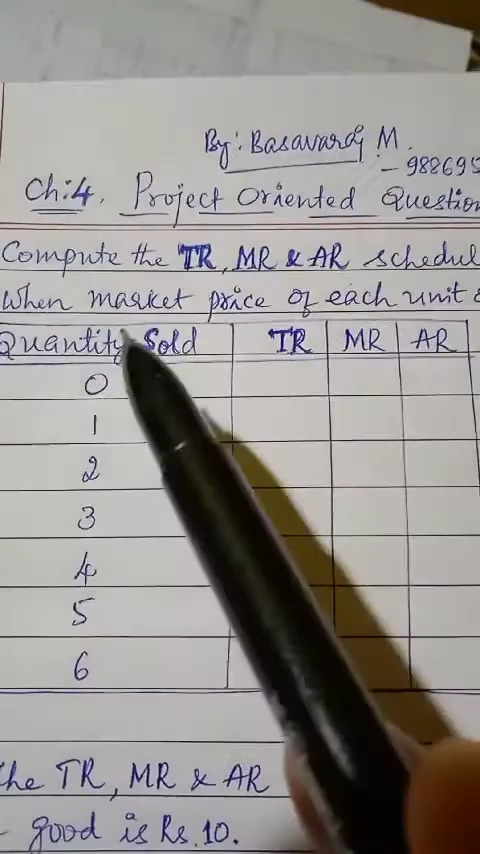 By: Basavaraj M.
- 988695
Ch:4. Project Oriented Question
Compute the TR, MR & AR schedul
When market price of each unit
Quantity Sold TR MR AR
0
1
2
3
4
5
6
the TR, MR & AR
good is Rs.10.